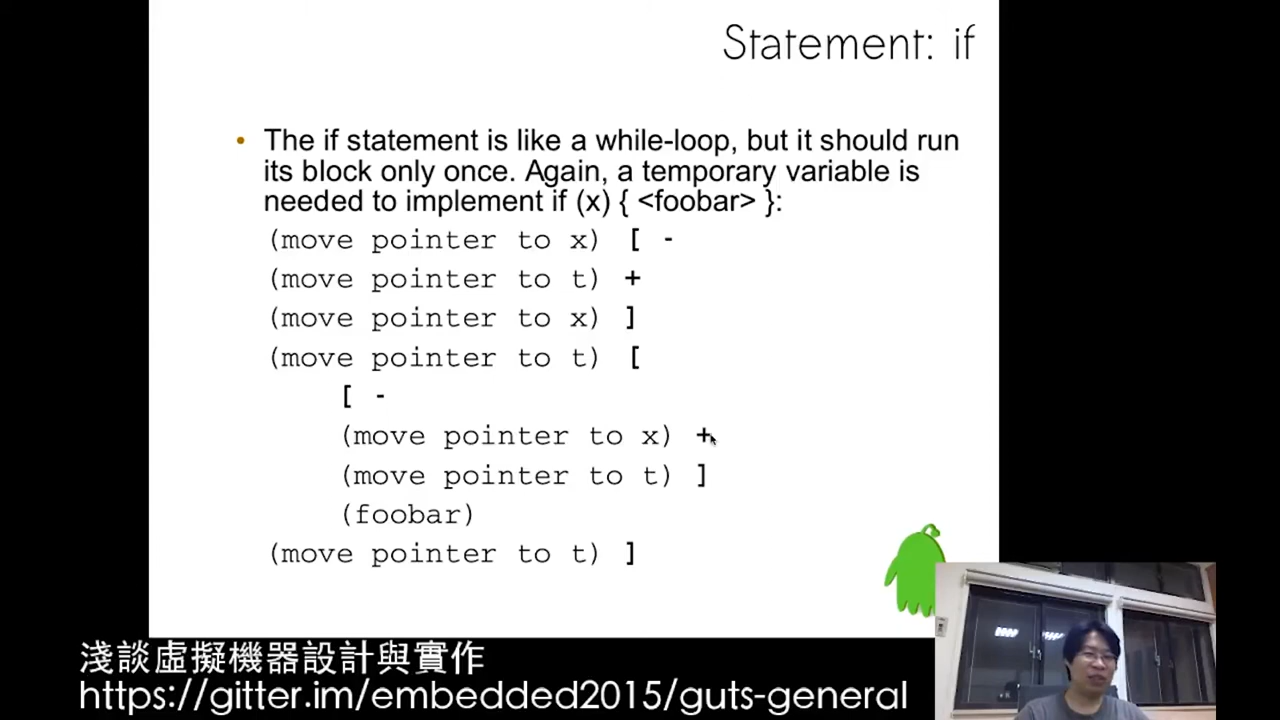 Statement: if
• The if statement is like a while-loop, but it should run
its block only once. Again, a temporary variable is
needed to implement if (x) { <foobar> }:
(move pointer to x) [ -
(move pointer to t) +
(move pointer to x) ]
(move pointer to t) [
[ -
(move pointer to x) +
(move pointer to t) ]
(foobar)
(move pointer to t) ]
淺談虛擬機器設計與實作
https://gitter.im/embedded2015/guts-general